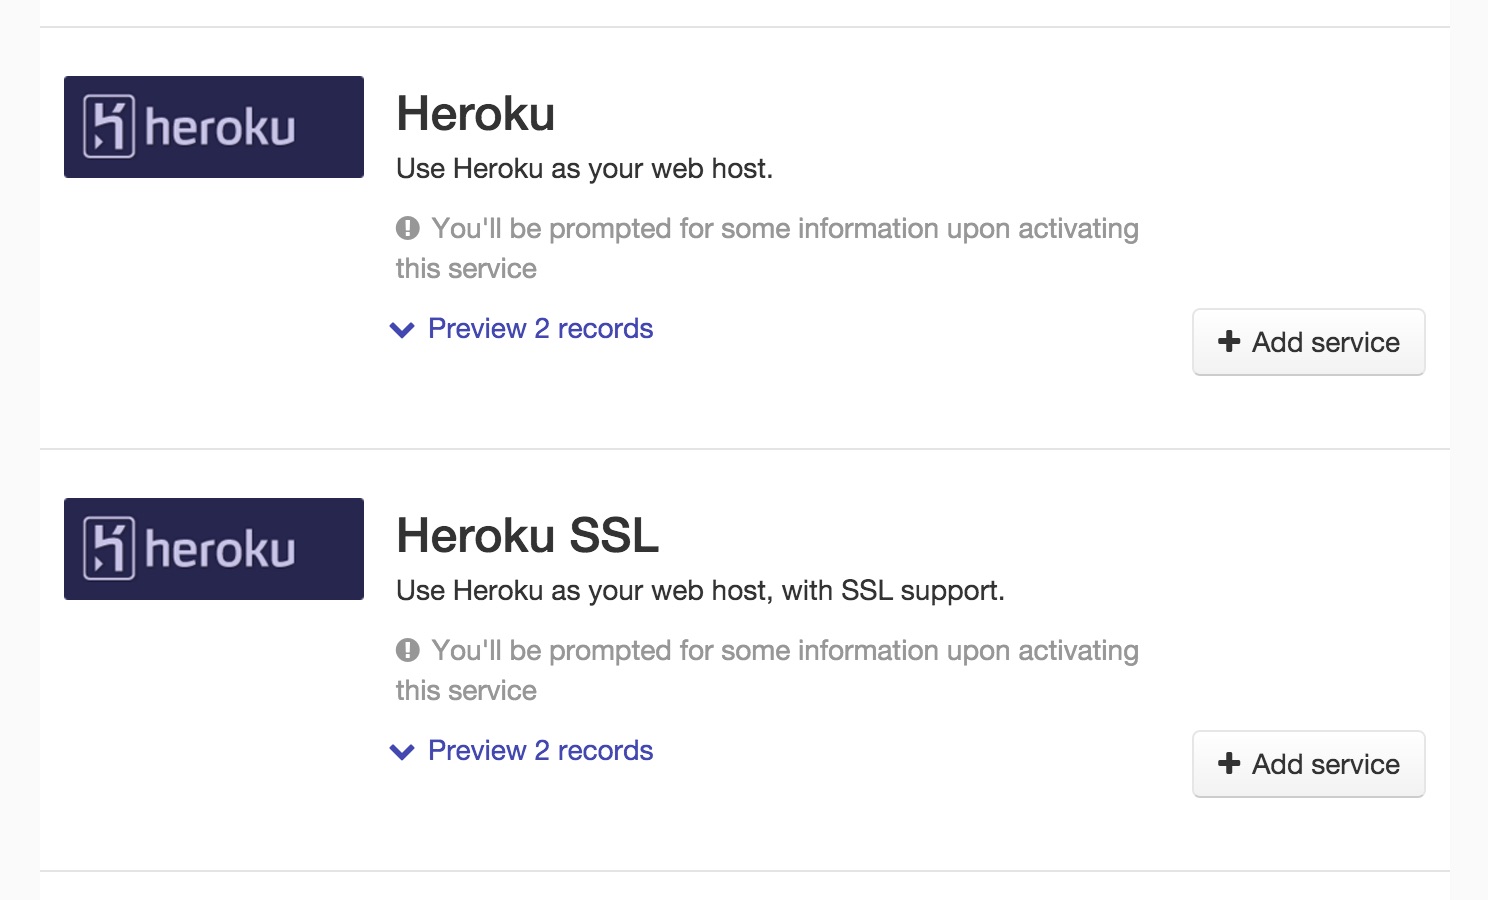 heroku
Heroku
Use Heroku as your web host.
You'll be prompted for some information upon activating
this service
Preview 2 records
Add service
heroku
Heroku SSL
Use Heroku as your web host, with SSL support.
You'll be prompted for some information upon activating
this service
Preview 2 records
Add service